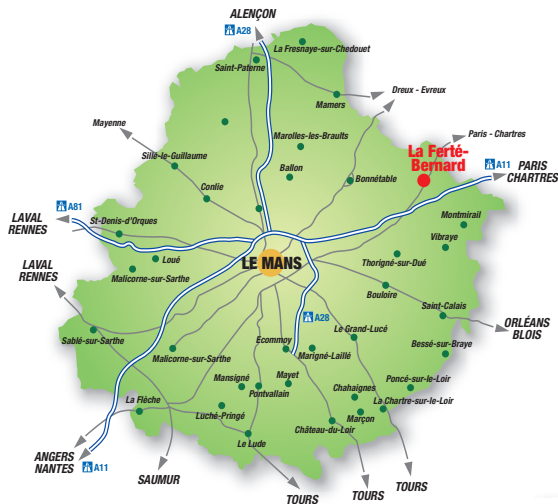 ALENÇON
A28
La Fresnaye-sur-Chedouet
Saint-Paterne
Dreux - Evreux
Mamers
Mayenne
Paris - Chartres
Marolles-les-Braults
La Ferté-
Bernard
Sillé-le-Guillaume
Ballon
A11
PARIS
CHARTRES
Bonnétable
Conlie
A81
LAVAL
RENNES
St-Denis-d'Orques
Montmirail
Vibraye
Loué
Thorigné-sur-Dué
LAVAL
RENNES
Malicorne-sur-Sarthe
LE MANS
Bouloire
Saint-Calais
A28
ORLÉANS
BLOIS
Le Grand-Lucé
Sablé-sur-Sarthe
Ecommoy
Malicorne-sur-Sarthe
Marigné-Laillé
Bessé-sur-Braye
Mansigné
Mayet
Poncé-sur-le-Loir
Pontvallain
Chahaignes
La Flèche
La Chartre-sur-le-Loir
Luché-Pringé
Marçon
Château-du-Loir
Le Lude
ANGERS
NANTES
A11
SAUMUR
TOURS
TOURS
TOURS